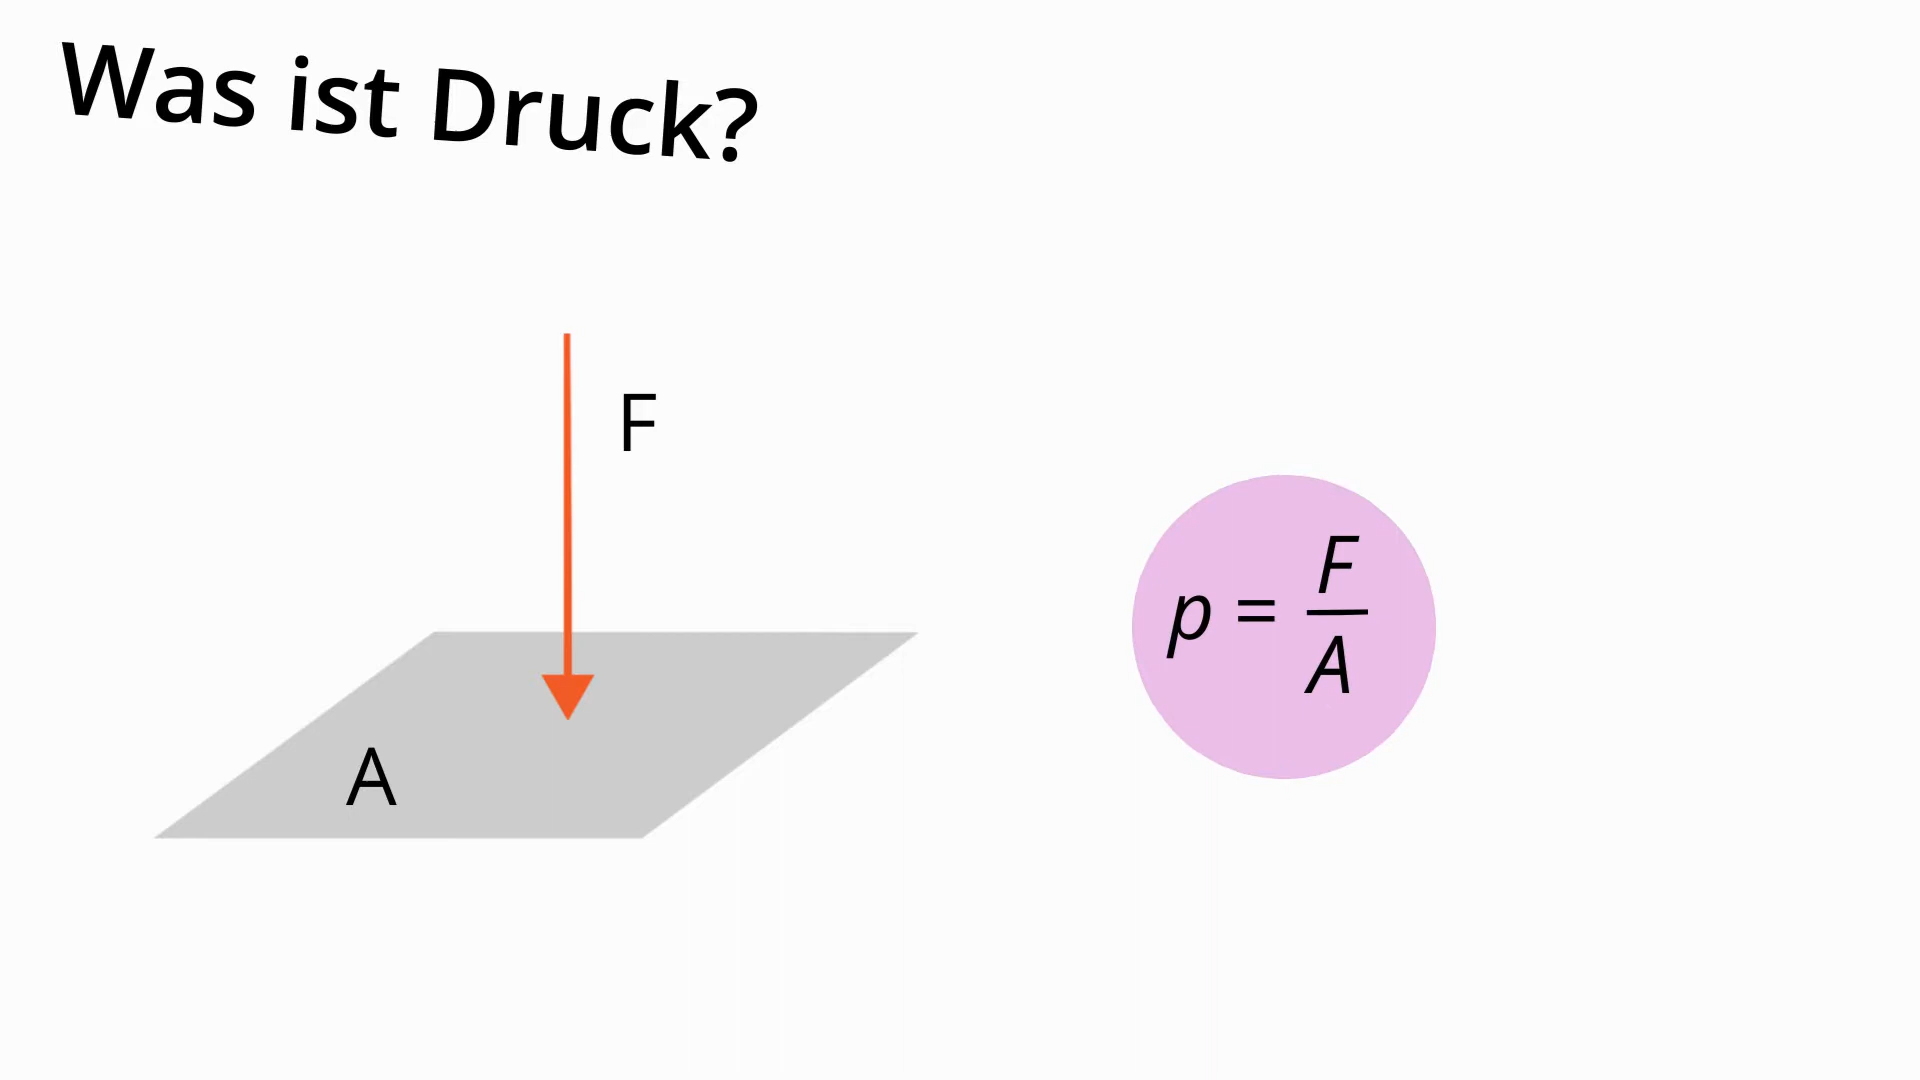 Was ist Druck?
F
A
p = F/A